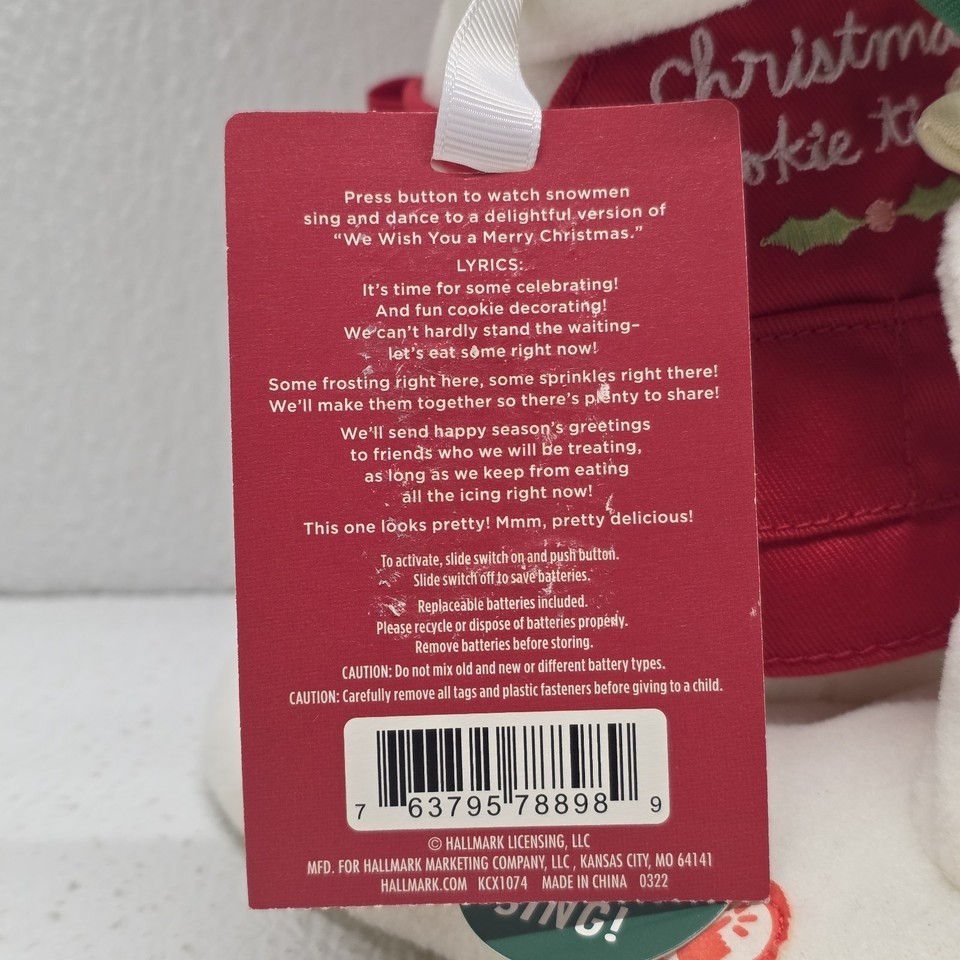 Christma
okie ti
Press button to watch snowmen
sing and dance to a delightful version of
“We Wish You a Merry Christmas.”
LYRICS:
It’s time for some celebrating!
And fun cookie decorating!
We can’t hardly stand the waiting–
let’s eat some right now!
Some frosting right here, some sprinkles right there!
We’ll make them together so there’s plenty to share!
We’ll send happy season’s greetings
to friends who we will be treating,
as long as we keep from eating
all the icing right now!
This one looks pretty! Mmm, pretty delicious!
To activate, slide switch on and push button.
Slide switch off to save batteries.
Replaceable batteries included.
Please recycle or dispose of batteries properly.
Remove batteries before storing.
CAUTION: Do not mix old and new or different battery types.
CAUTION: Carefully remove all tags and plastic fasteners before giving to a child.
7 63795 78898 9
© HALLMARK LICENSING, LLC
MFD. FOR HALLMARK MARKETING COMPANY, LLC, KANSAS CITY, MO 64141
HALLMARK.COM KCX1074 MADE IN CHINA 0322
SING!